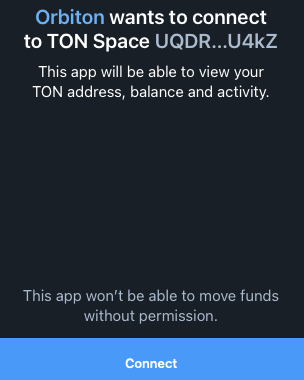 Orbiton wants to connect
to TON Space UQDR...U4kZ
This app will be able to view your
TON address, balance and activity.
This app won’t be able to move funds
without permission.
Connect